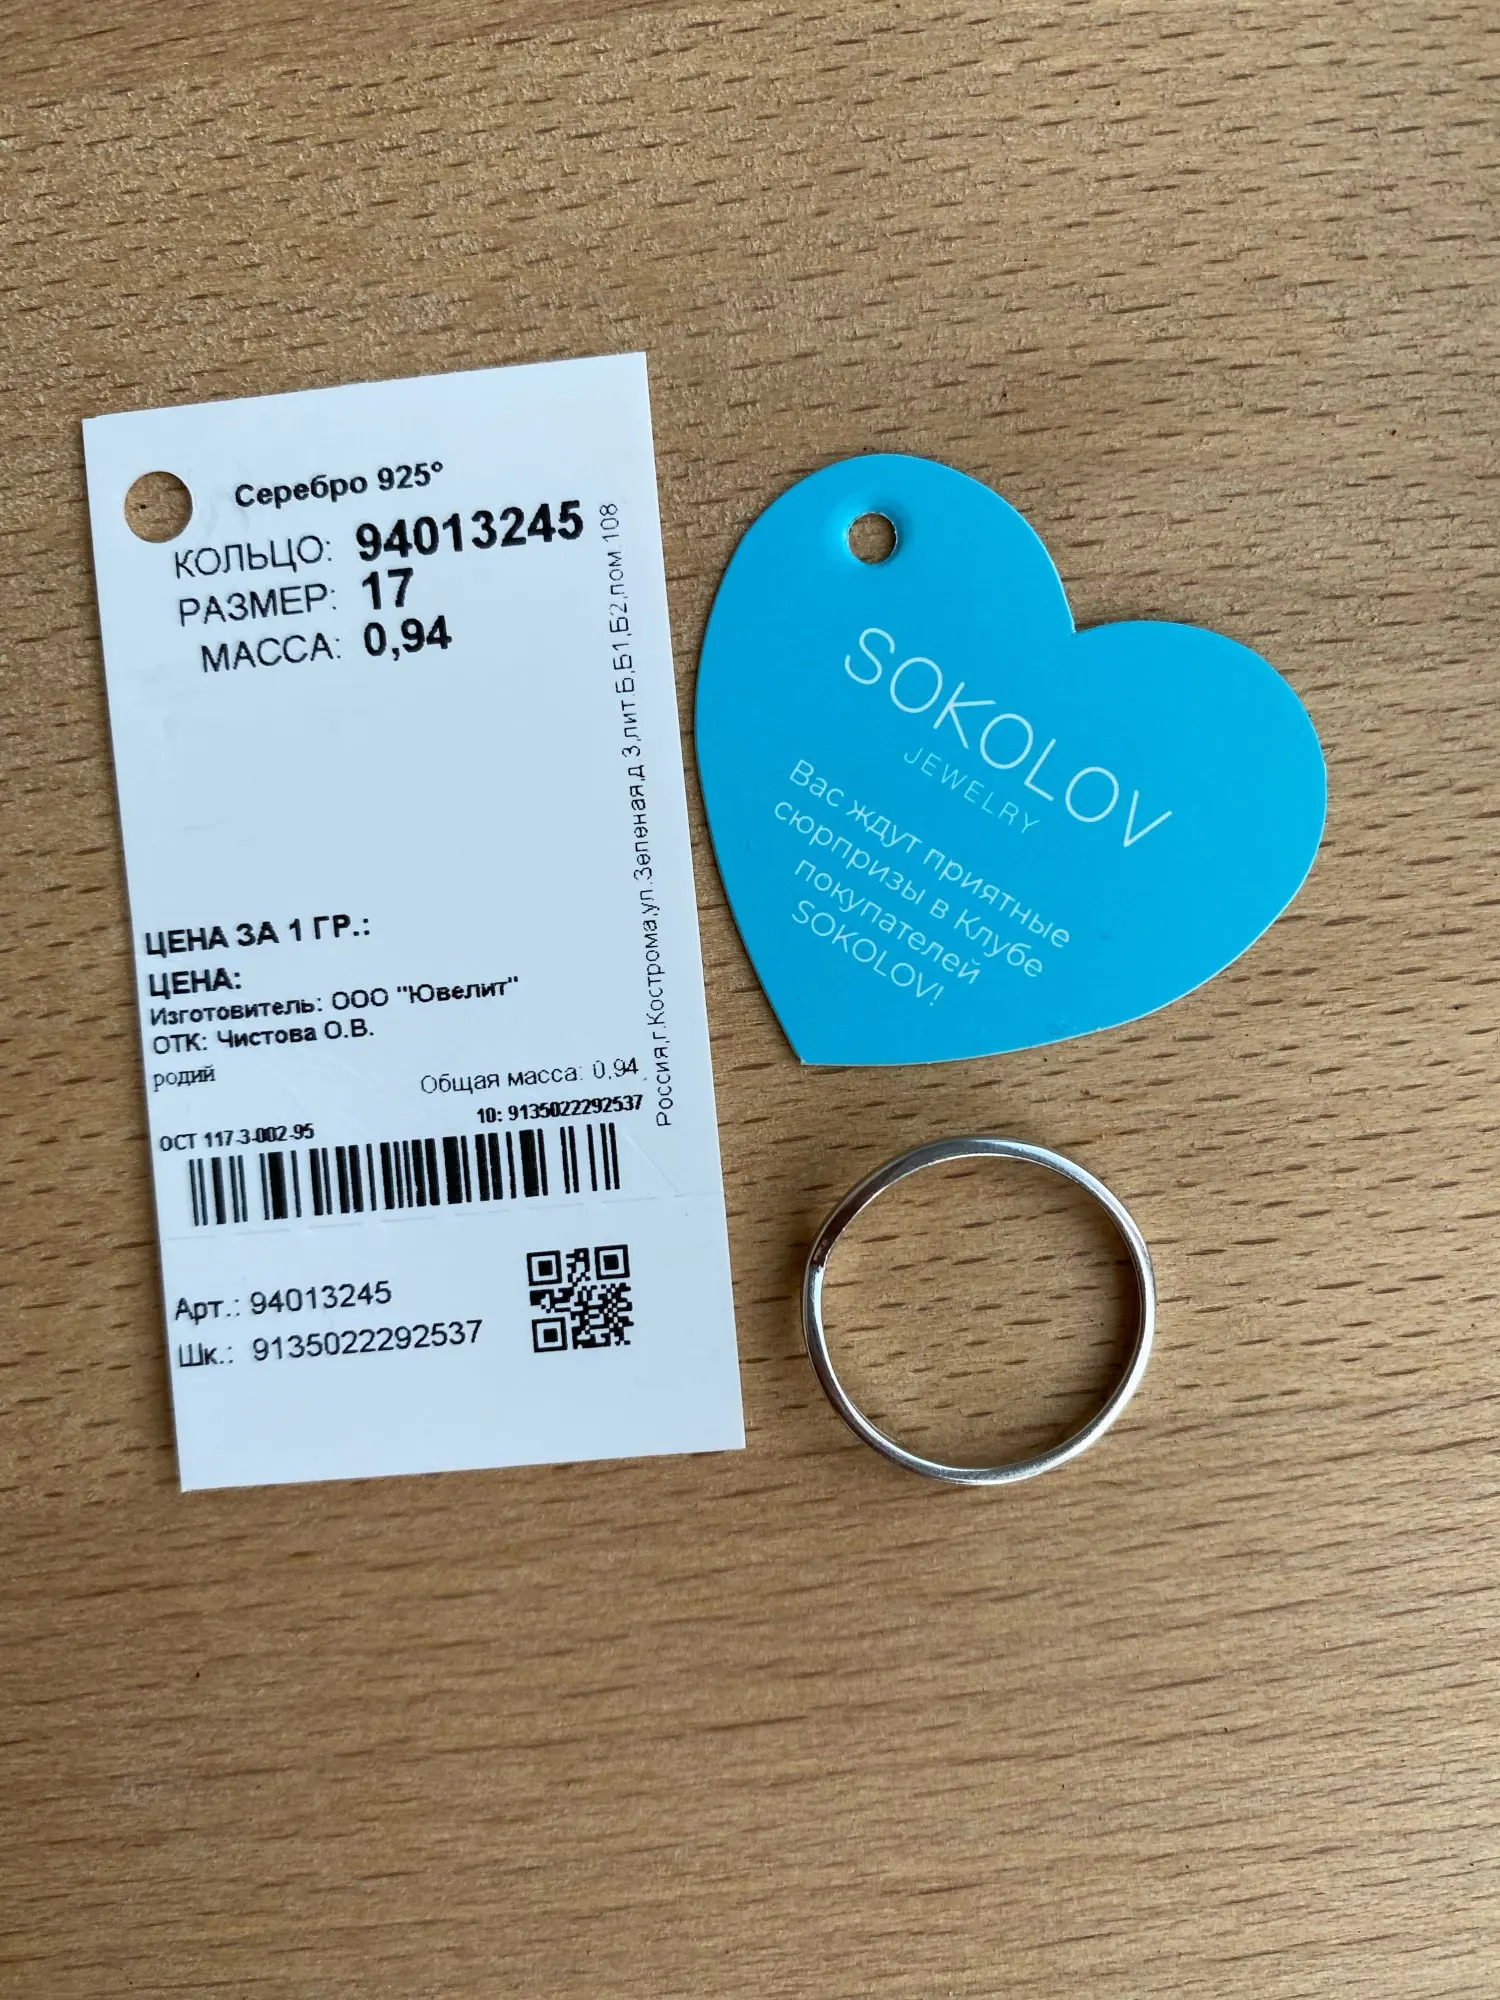 Серебро 925°
КОЛЬЦО: 94013245
РАЗМЕР: 17
МАССА: 0,94
ЦЕНА ЗА 1 ГР.:
ЦЕНА:
Изготовитель: ООО "Ювелит"
ОТК: Чистова О.В.
родий
Общая масса: 0,94
10: 9135022292537
ОСТ 117-3-002-95
Арт.: 94013245
Шк.: 9135022292537
Россия,г.Кострома,ул.Зеленая,д 3,лит.Б,Б1,Б2,пом.108
SOKOLOV
JEWELRY
Вас ждут приятные
сюрпризы в Клубе
покупателей
SOKOLOV!